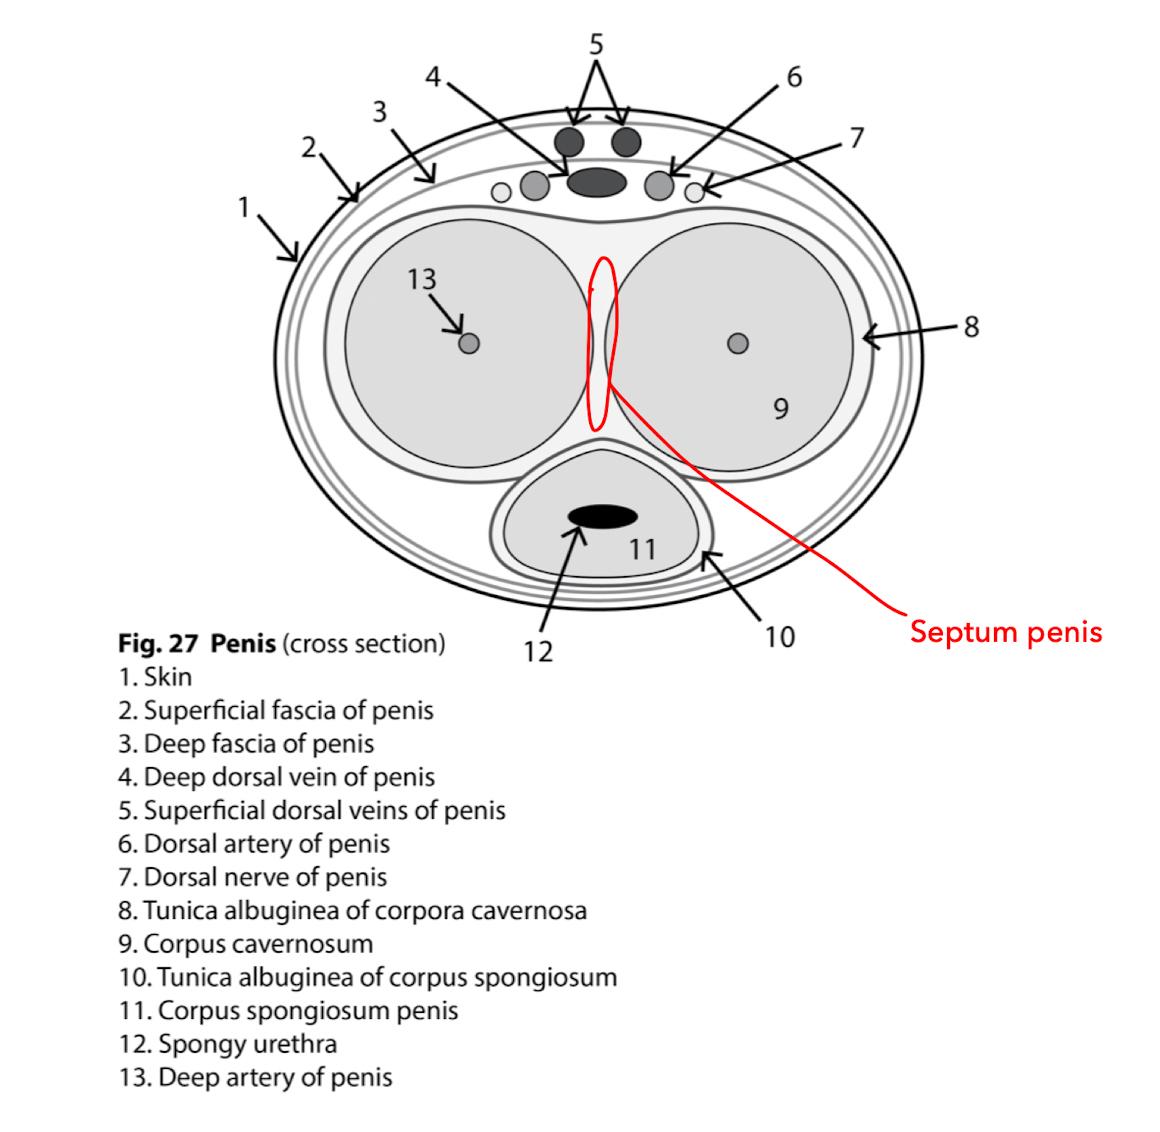 5
4
6
3
7
2
1
13
8
9
11
10
Septum penis
12
Fig. 27 Penis (cross section)
1. Skin
2. Superficial fascia of penis
3. Deep fascia of penis
4. Deep dorsal vein of penis
5. Superficial dorsal veins of penis
6. Dorsal artery of penis
7. Dorsal nerve of penis
8. Tunica albuginea of corpora cavernosa
9. Corpus cavernosum
10. Tunica albuginea of corpus spongiosum
11. Corpus spongiosum penis
12. Spongy urethra
13. Deep artery of penis